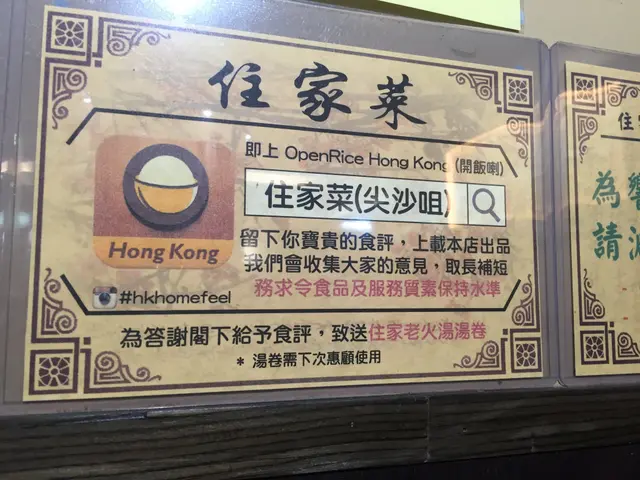 住家菜
即上 OpenRice Hong Kong (開飯喇)
住家菜(尖沙咀)
Hong Kong
留下你寶貴的食評，上載本店出品
我們會收集大家的意見，取長補短
務求令食品及服務質素保持水準
#hkhomefeel
為答謝閣下給予食評，致送住家老火湯湯卷
* 湯卷需下次惠顧使用
住
為
請